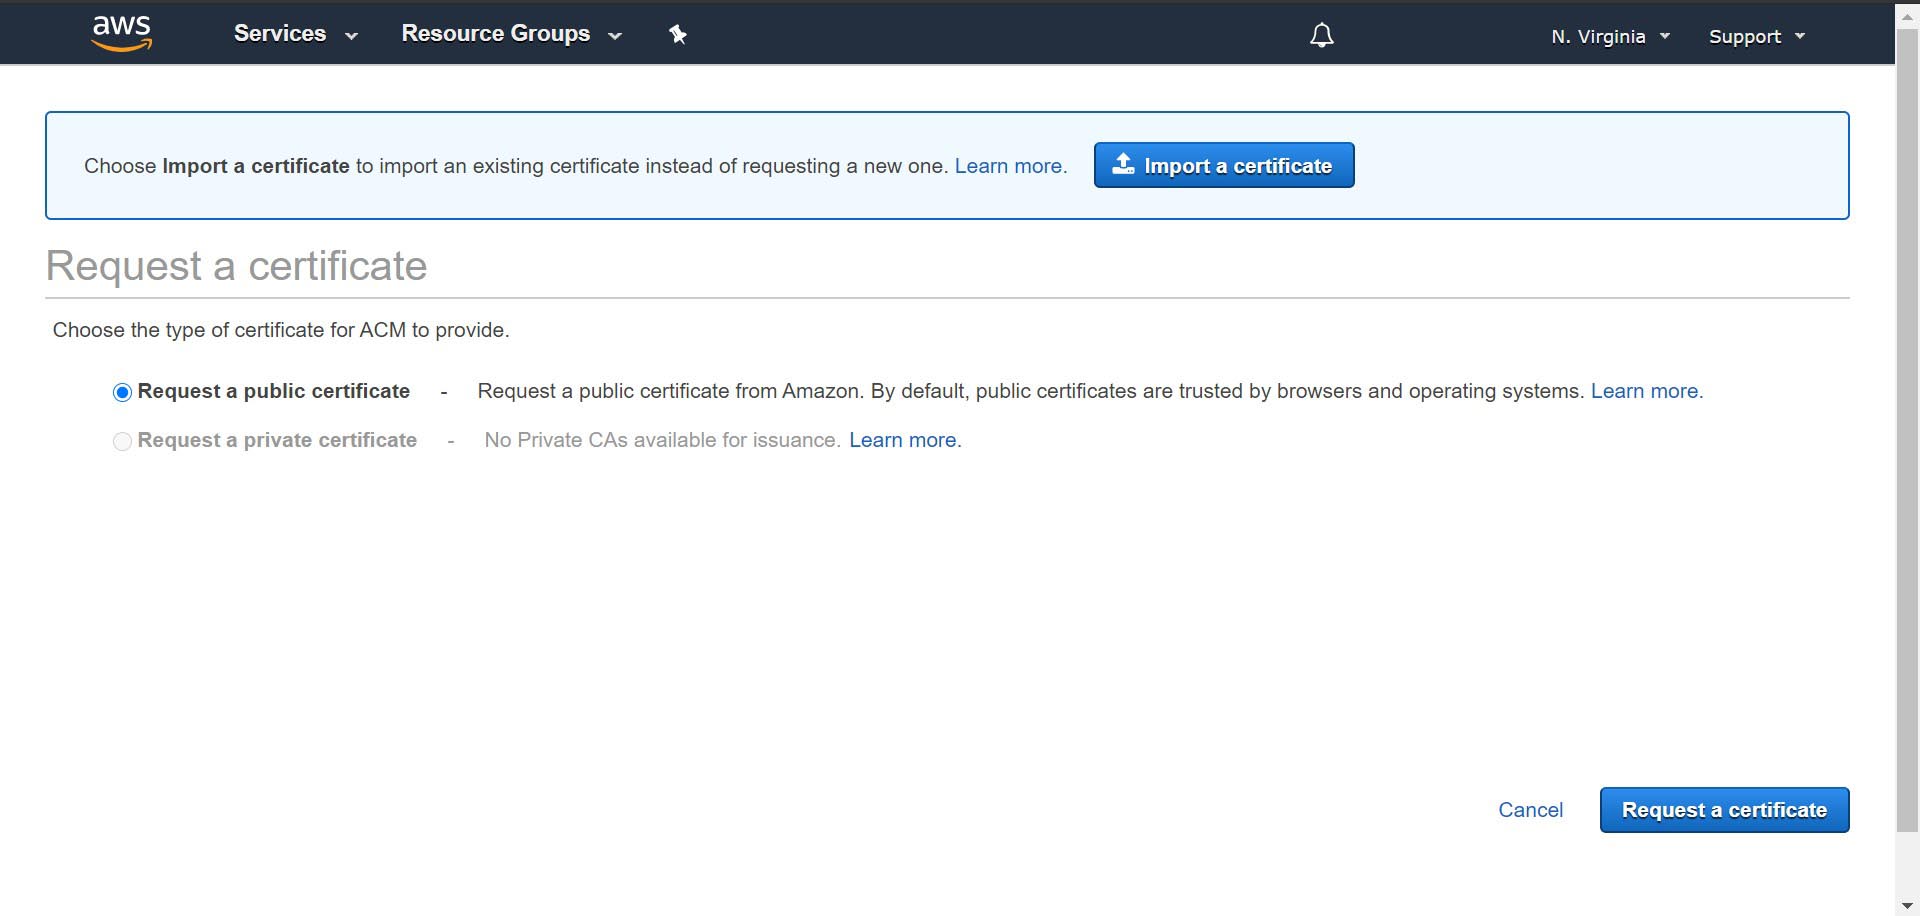 aws Services Resource Groups N. Virginia Support
Choose Import a certificate to import an existing certificate instead of requesting a new one. Learn more. Import a certificate
Request a certificate
Choose the type of certificate for ACM to provide.
Request a public certificate - Request a public certificate from Amazon. By default, public certificates are trusted by browsers and operating systems. Learn more.
Request a private certificate - No Private CAs available for issuance. Learn more.
Cancel Request a certificate